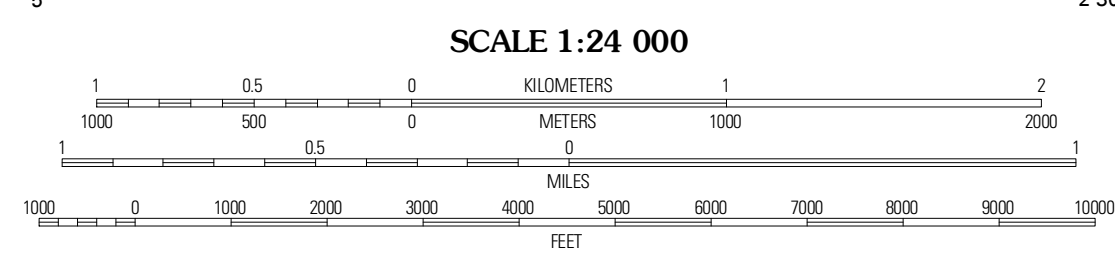 SCALE 1:24 000
1 0.5 0 KILOMETERS 1 2
1000 500 0 METERS 1000 2000
1 0.5 0 1
MILES
1000 0 1000 2000 3000 4000 5000 6000 7000 8000 9000 10000
FEET